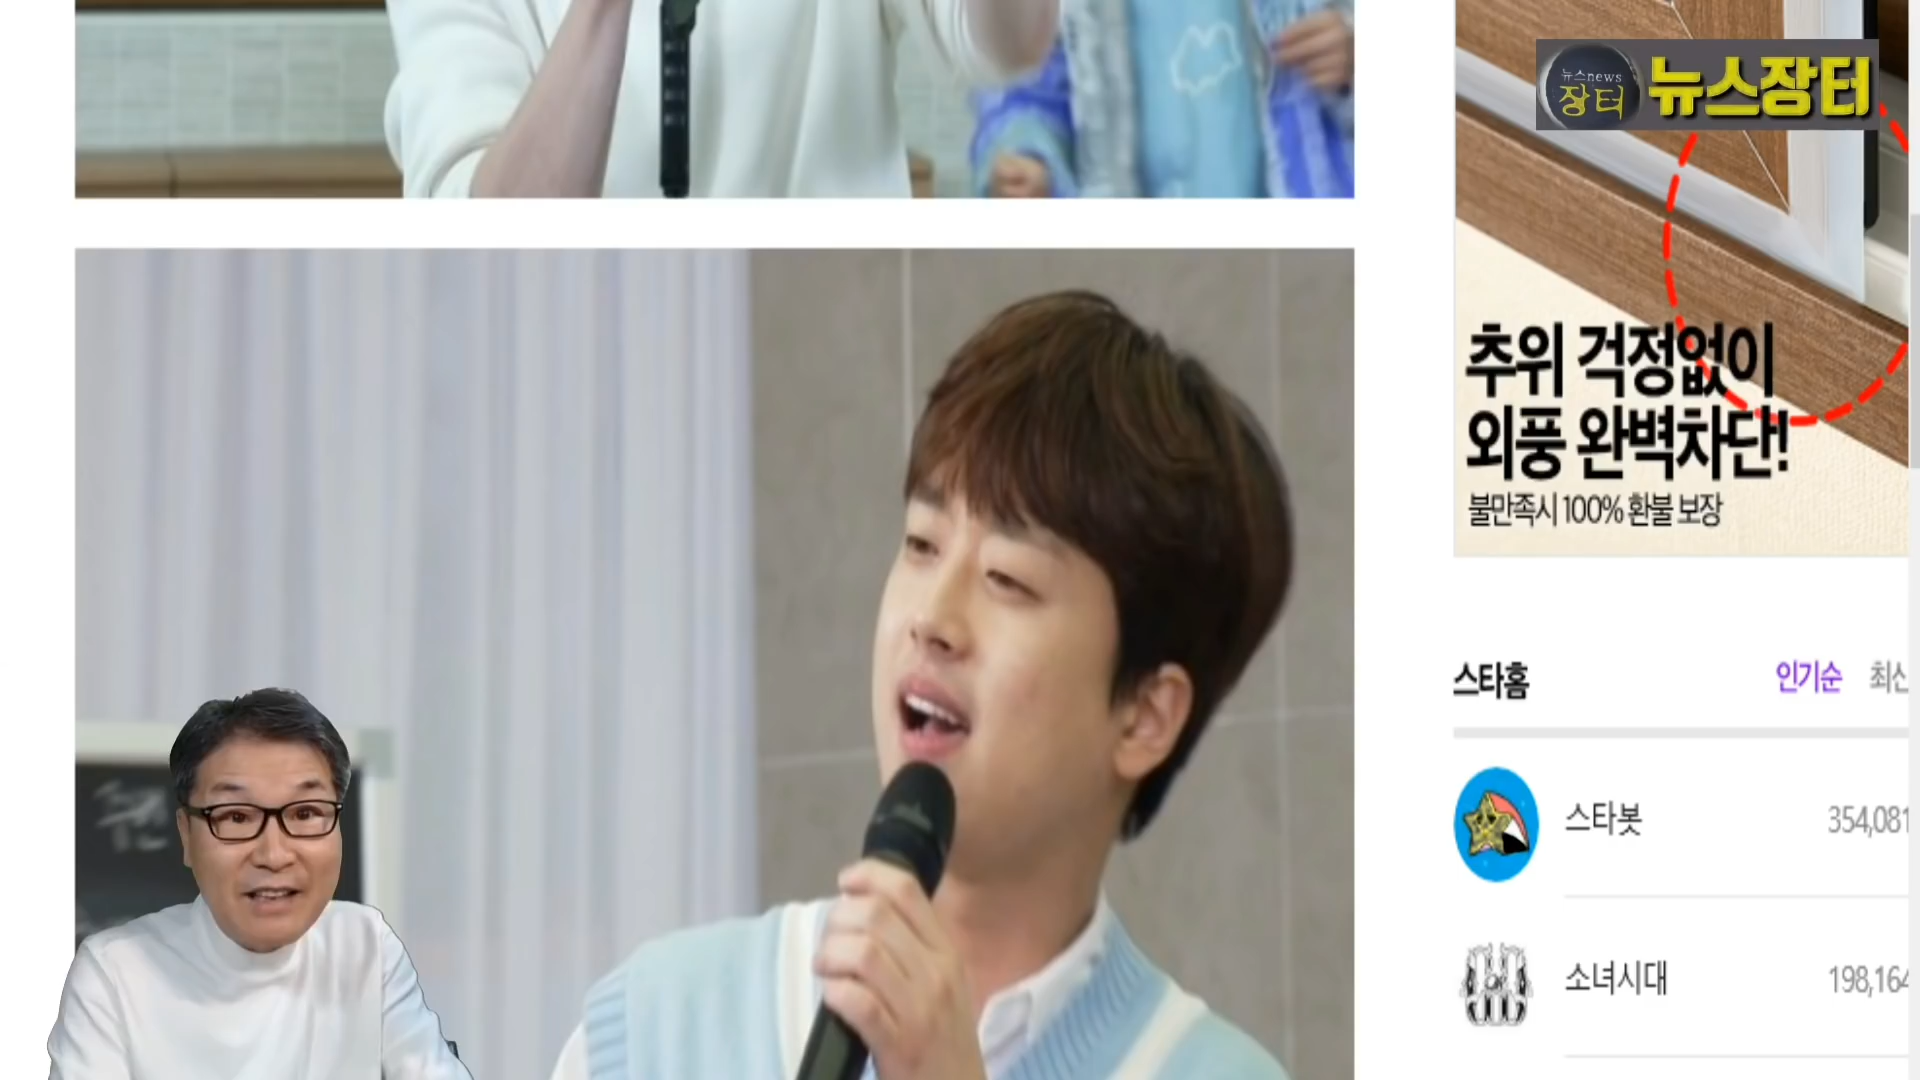 뉴스news
장터
뉴스장터
추위 걱정없이
외풍 완벽차단!
불만족시 100% 환불 보장
스타홈
인기순
최신
스타봇
354,081
소녀시대
198,164